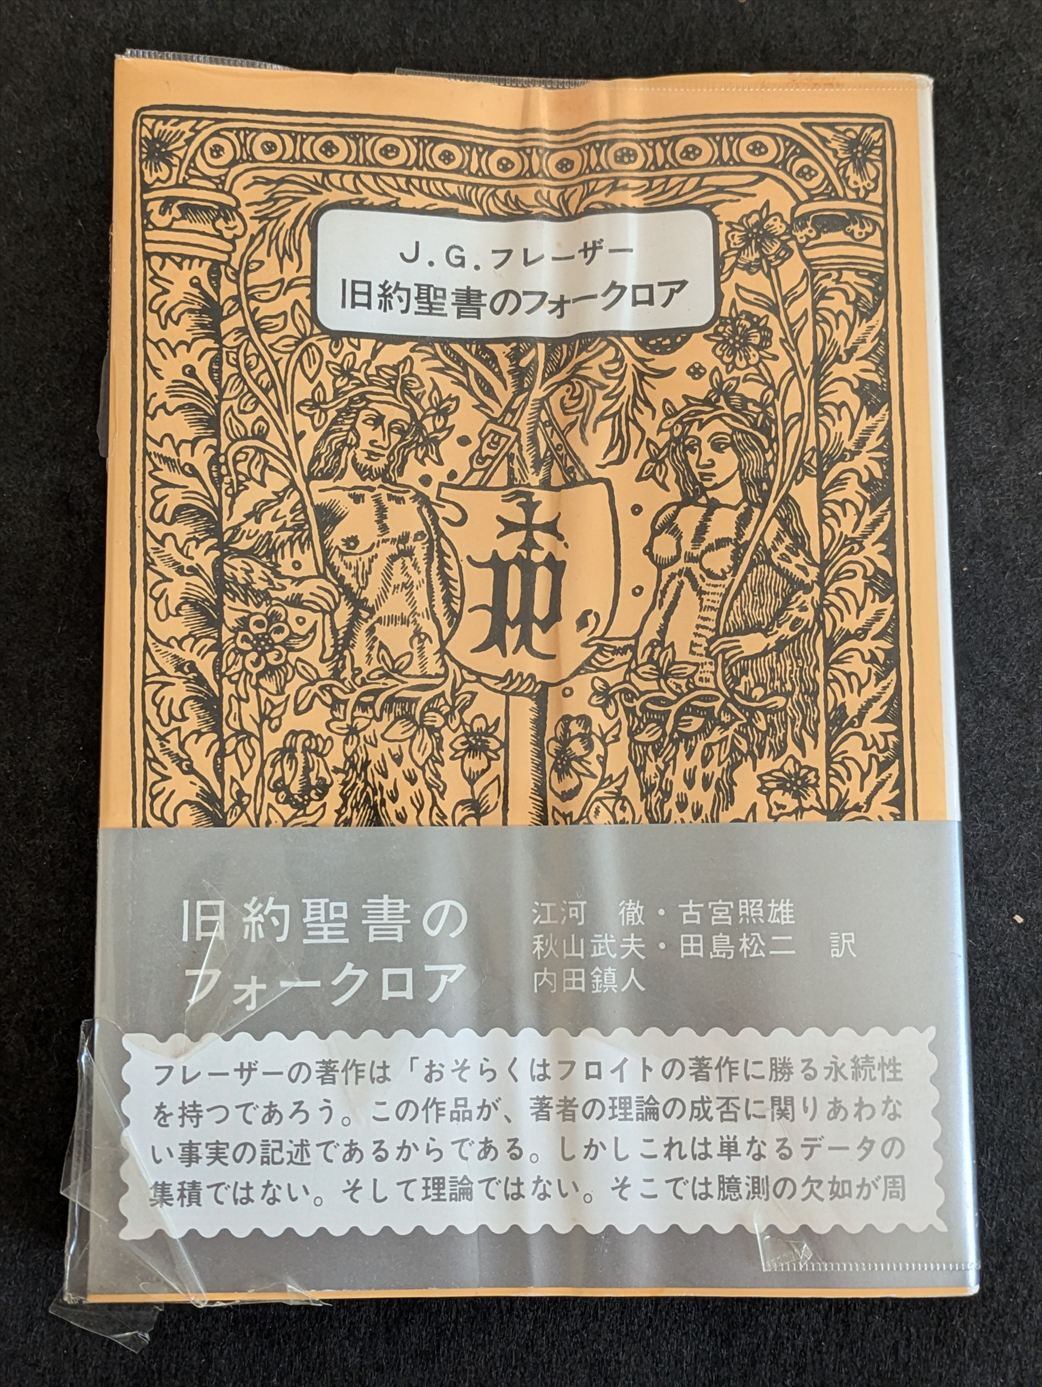 J.G.フレーザー
旧約聖書のフォークロア
旧約聖書の
フォークロア
江河 徹・古宮照雄
秋山武夫・田島松二 訳
内田鎮人
フレーザーの著作は「おそらくはフロイトの著作に勝る永続性
を持つであろう。この作品が、著者の理論の成否に関りあわな
い事実の記述であるからである。しかしこれは単なるデータの
集積ではない。そして理論ではない。そこでは臆測の欠如が周